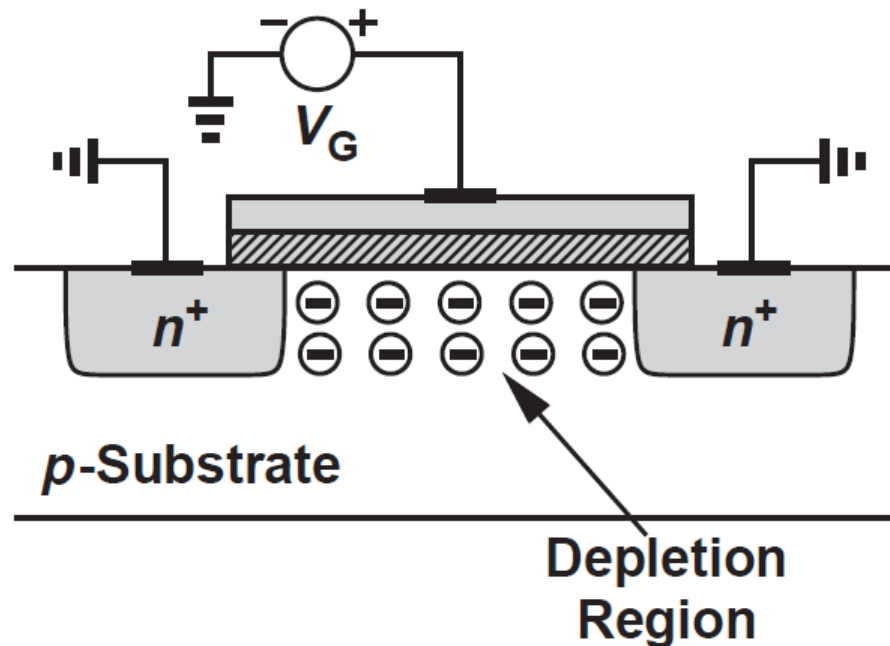 − +
V_G
n⁺
n⁺
p-Substrate
Depletion
Region